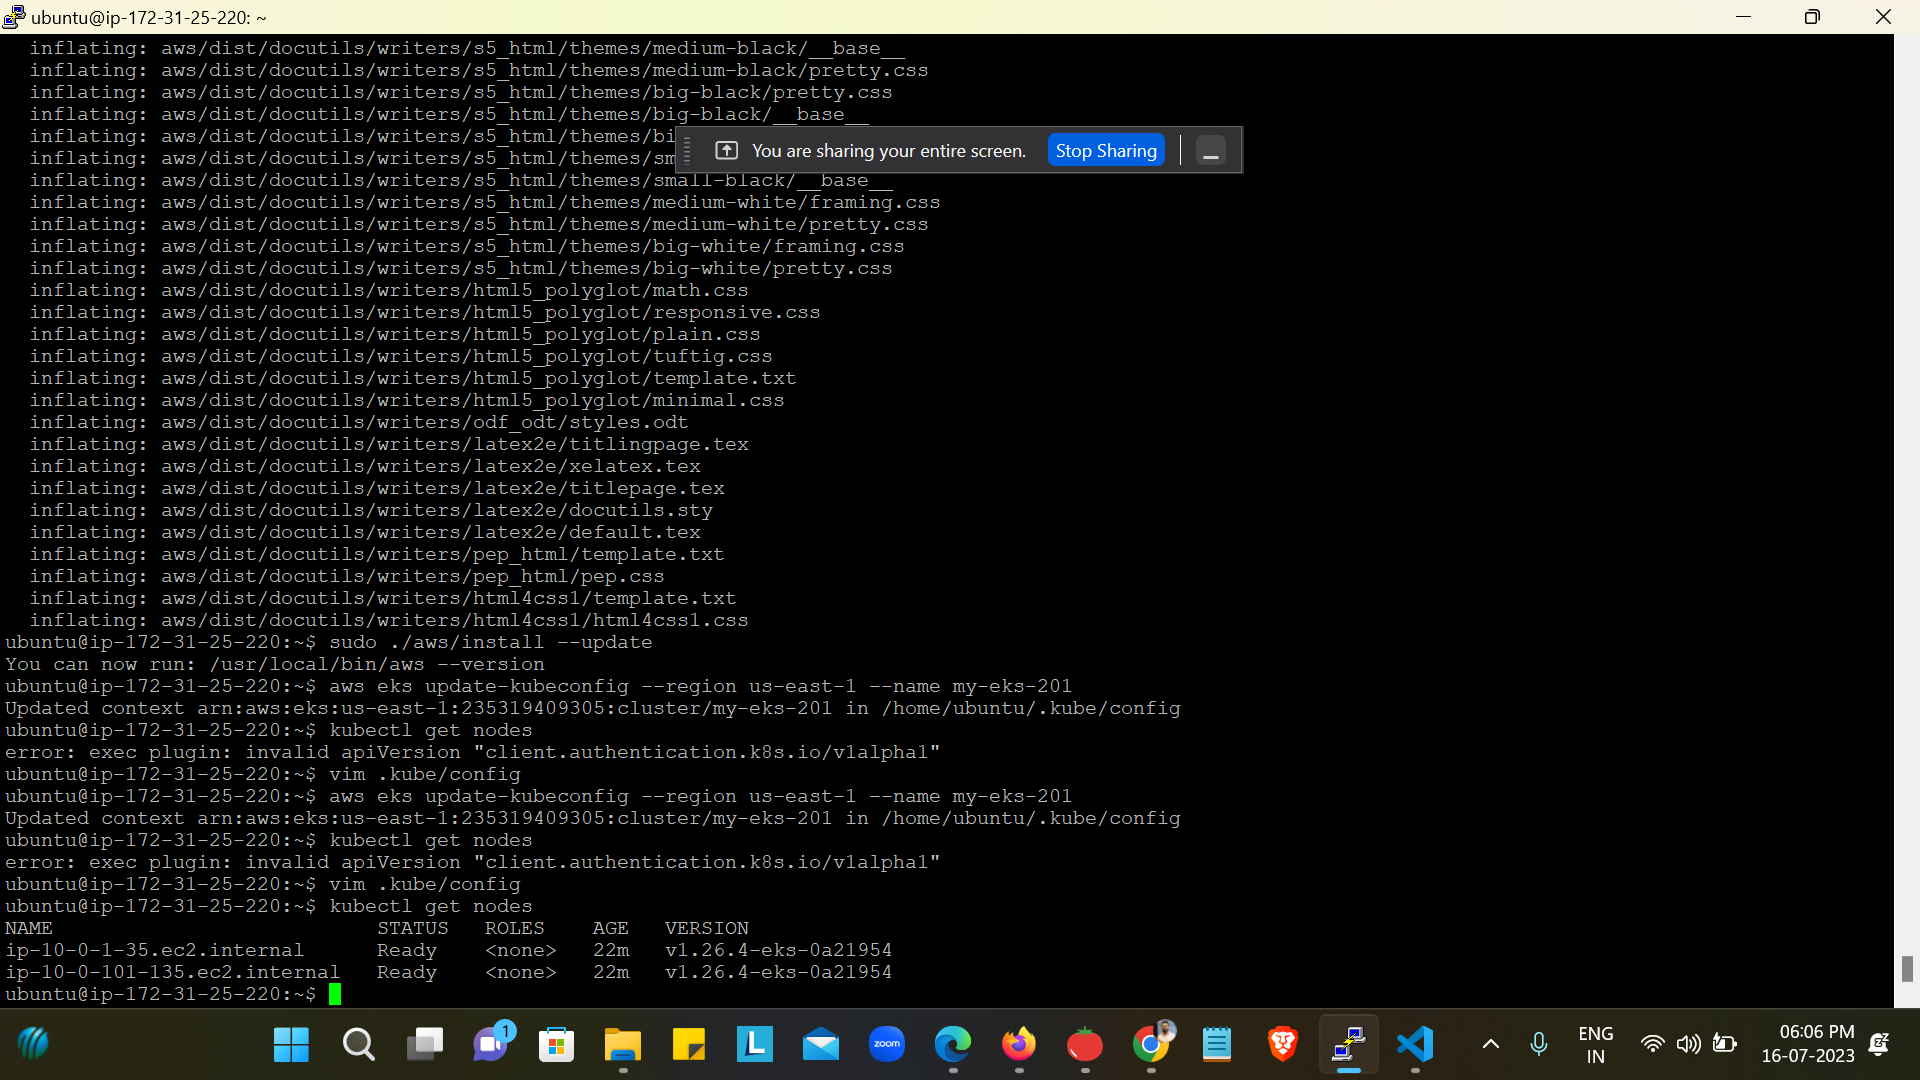 ubuntu@ip-172-31-25-220: ~
inflating: aws/dist/docutils/writers/s5_html/themes/medium-black/__base__
inflating: aws/dist/docutils/writers/s5_html/themes/medium-black/pretty.css
inflating: aws/dist/docutils/writers/s5_html/themes/big-black/pretty.css
inflating: aws/dist/docutils/writers/s5_html/themes/big-black/__base__
inflating: aws/dist/docutils/writers/s5_html/themes/bi
You are sharing your entire screen. Stop Sharing
inflating: aws/dist/docutils/writers/s5_html/themes/sm
inflating: aws/dist/docutils/writers/s5_html/themes/small-black/__base__
inflating: aws/dist/docutils/writers/s5_html/themes/medium-white/framing.css
inflating: aws/dist/docutils/writers/s5_html/themes/medium-white/pretty.css
inflating: aws/dist/docutils/writers/s5_html/themes/big-white/framing.css
inflating: aws/dist/docutils/writers/s5_html/themes/big-white/pretty.css
inflating: aws/dist/docutils/writers/html5_polyglot/math.css
inflating: aws/dist/docutils/writers/html5_polyglot/responsive.css
inflating: aws/dist/docutils/writers/html5_polyglot/plain.css
inflating: aws/dist/docutils/writers/html5_polyglot/tuftig.css
inflating: aws/dist/docutils/writers/html5_polyglot/template.txt
inflating: aws/dist/docutils/writers/html5_polyglot/minimal.css
inflating: aws/dist/docutils/writers/odf_odt/styles.odt
inflating: aws/dist/docutils/writers/latex2e/titlingpage.tex
inflating: aws/dist/docutils/writers/latex2e/xelatex.tex
inflating: aws/dist/docutils/writers/latex2e/titlepage.tex
inflating: aws/dist/docutils/writers/latex2e/docutils.sty
inflating: aws/dist/docutils/writers/latex2e/default.tex
inflating: aws/dist/docutils/writers/pep_html/template.txt
inflating: aws/dist/docutils/writers/pep_html/pep.css
inflating: aws/dist/docutils/writers/html4css1/template.txt
inflating: aws/dist/docutils/writers/html4css1/html4css1.css
ubuntu@ip-172-31-25-220:~$ sudo ./aws/install --update
You can now run: /usr/local/bin/aws --version
ubuntu@ip-172-31-25-220:~$ aws eks update-kubeconfig --region us-east-1 --name my-eks-201
Updated context arn:aws:eks:us-east-1:235319409305:cluster/my-eks-201 in /home/ubuntu/.kube/config
ubuntu@ip-172-31-25-220:~$ kubectl get nodes
error: exec plugin: invalid apiVersion "client.authentication.k8s.io/v1alpha1"
ubuntu@ip-172-31-25-220:~$ vim .kube/config
ubuntu@ip-172-31-25-220:~$ aws eks update-kubeconfig --region us-east-1 --name my-eks-201
Updated context arn:aws:eks:us-east-1:235319409305:cluster/my-eks-201 in /home/ubuntu/.kube/config
ubuntu@ip-172-31-25-220:~$ kubectl get nodes
error: exec plugin: invalid apiVersion "client.authentication.k8s.io/v1alpha1"
ubuntu@ip-172-31-25-220:~$ vim .kube/config
ubuntu@ip-172-31-25-220:~$ kubectl get nodes
NAME STATUS ROLES AGE VERSION
ip-10-0-1-35.ec2.internal Ready <none> 22m v1.26.4-eks-0a21954
ip-10-0-101-135.ec2.internal Ready <none> 22m v1.26.4-eks-0a21954
ubuntu@ip-172-31-25-220:~$
1
L
zoom
ENG
IN
06:06 PM
16-07-2023